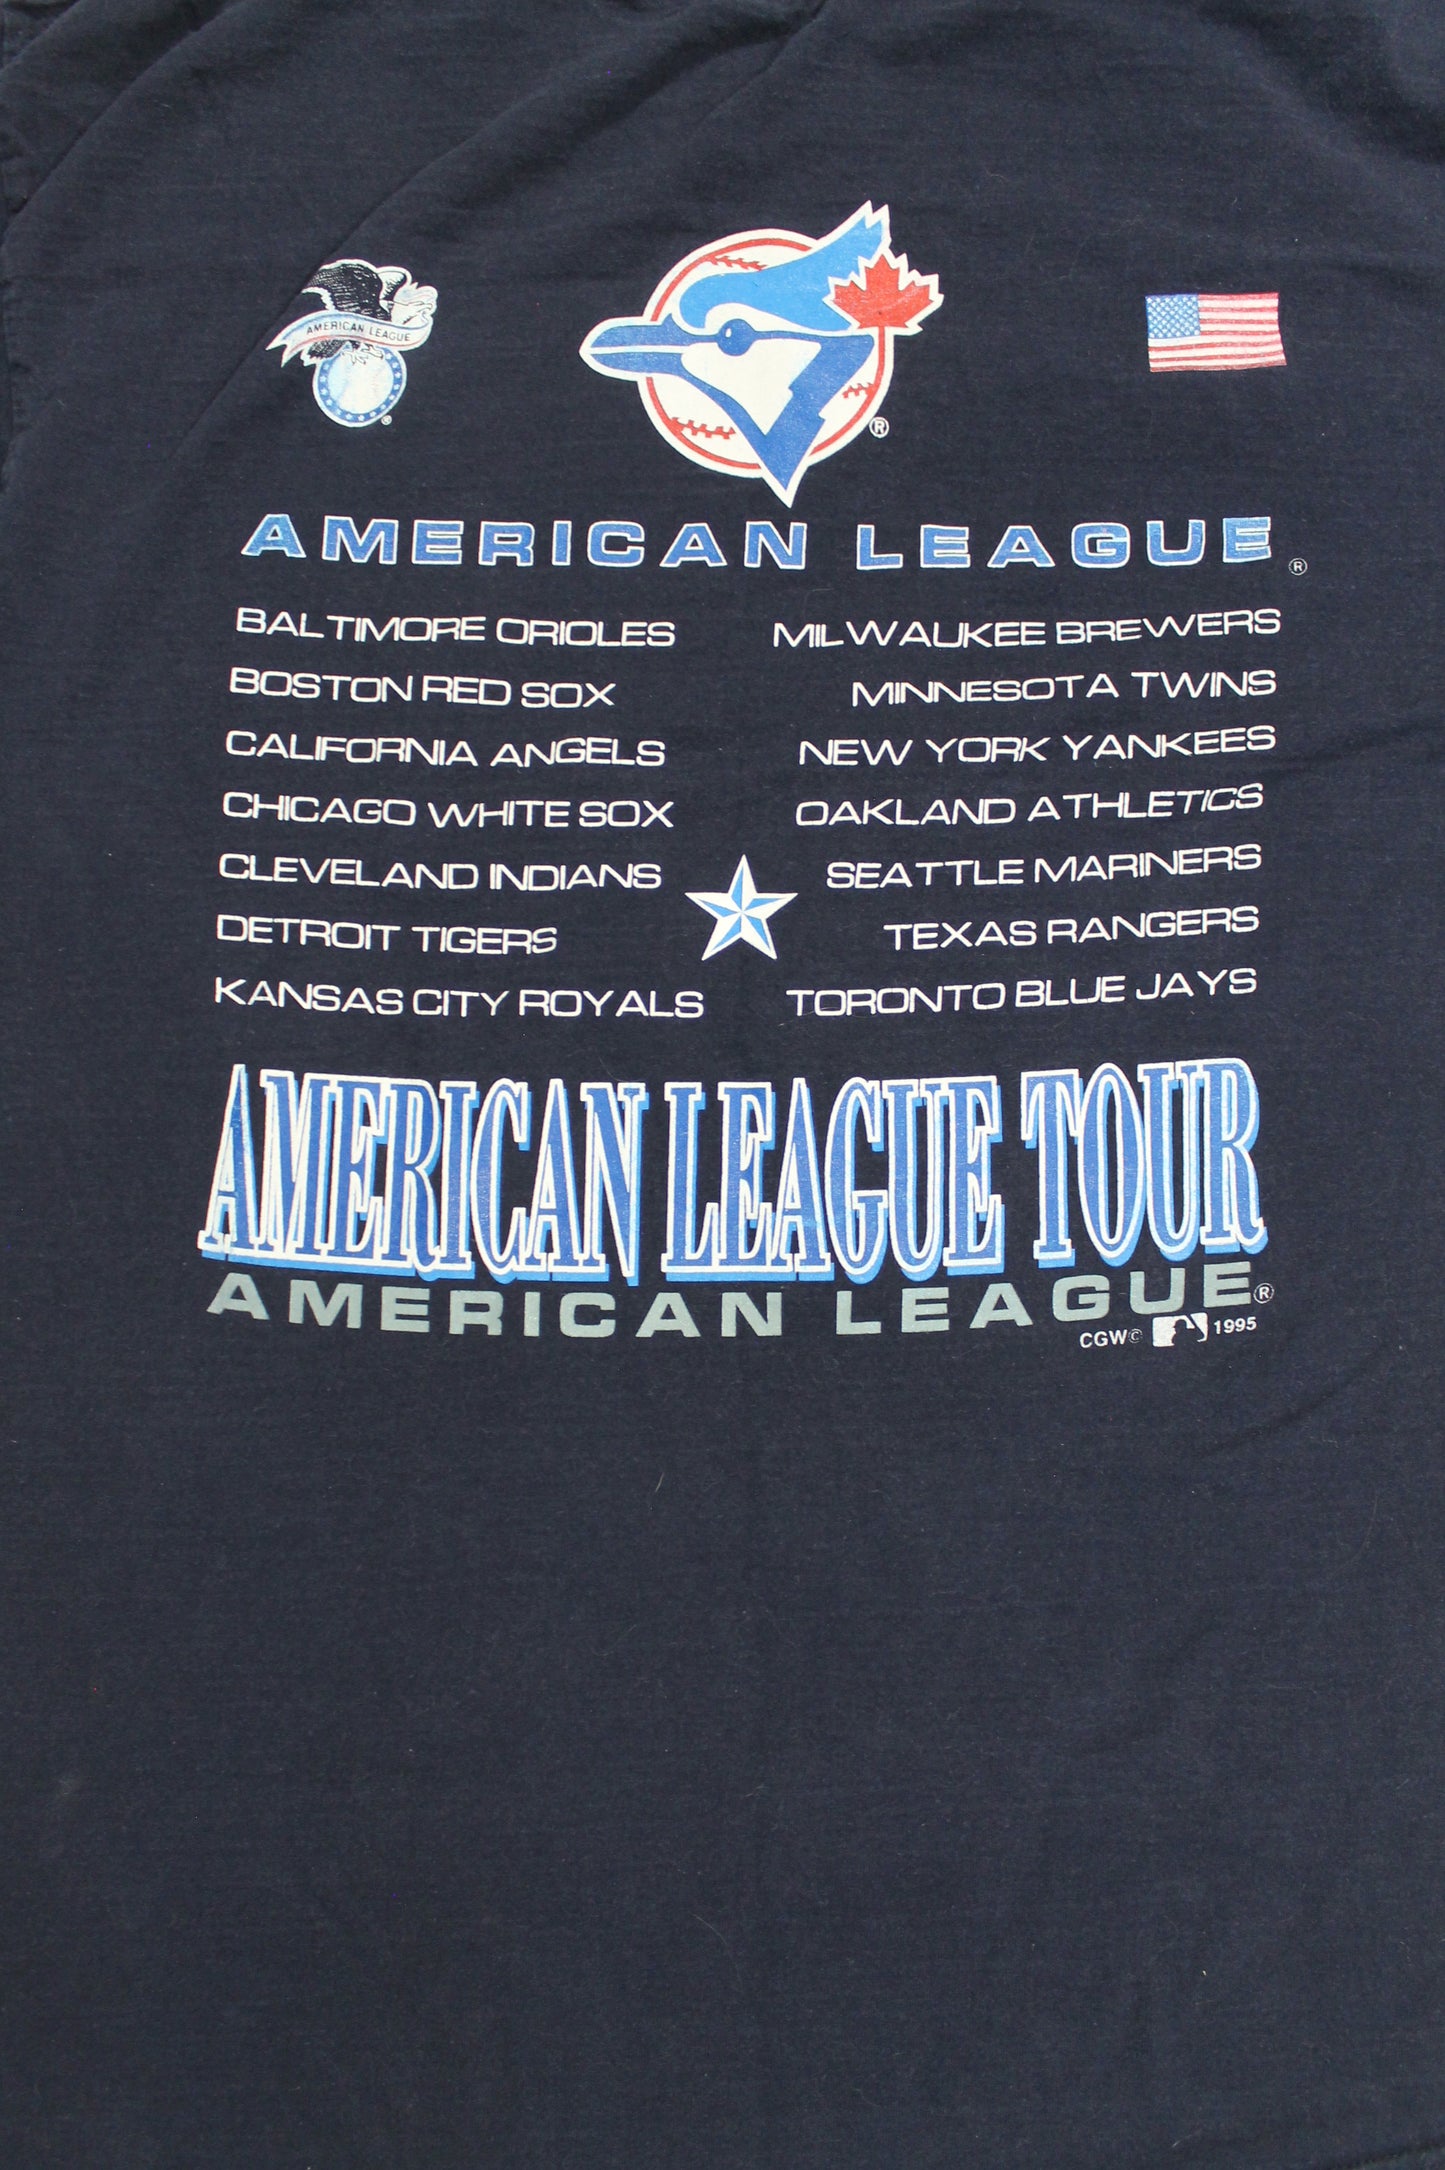 AMERICAN LEAGUE
®
®
AMERICAN LEAGUE ®
BALTIMORE ORIOLES
BOSTON RED SOX
CALIFORNIA ANGELS
CHICAGO WHITE SOX
CLEVELAND INDIANS
DETROIT TIGERS
KANSAS CITY ROYALS
MILWAUKEE BREWERS
MINNESOTA TWINS
NEW YORK YANKEES
OAKLAND ATHLETICS
SEATTLE MARINERS
TEXAS RANGERS
TORONTO BLUE JAYS
AMERICAN LEAGUE TOUR
AMERICAN LEAGUE ®
CGW© 1995